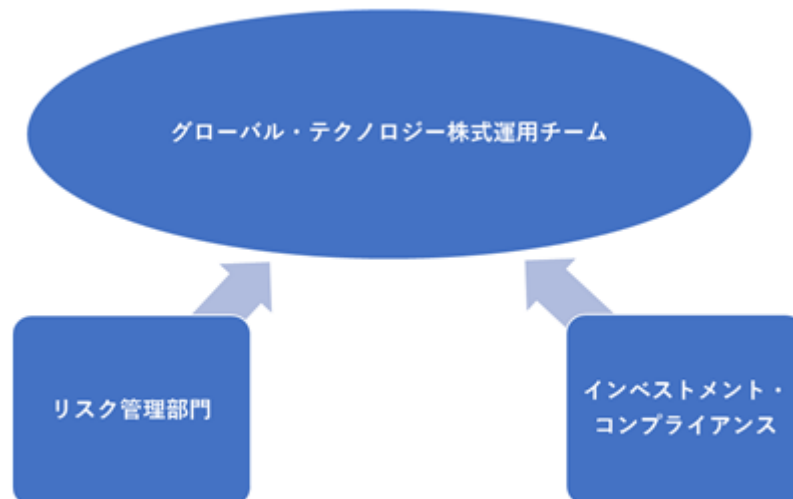 グローバル・テクノロジー株式運用チーム
リスク管理部門
インベストメント・
コンプライアンス